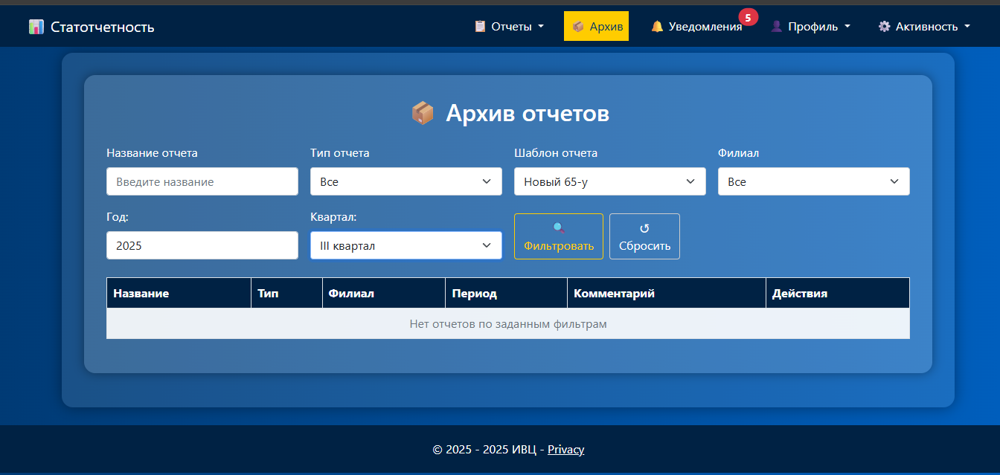 Статотчетность Отчеты Архив Уведомления 5 Профиль Активность
Архив отчетов
Название отчета Тип отчета Шаблон отчета Филиал
Введите название Все Новый 65-у Все
Год: Квартал:
2025 III квартал Фильтровать Сбросить
Название Тип Филиал Период Комментарий Действия
Нет отчетов по заданным фильтрам
© 2025 - 2025 ИВЦ - Privacy